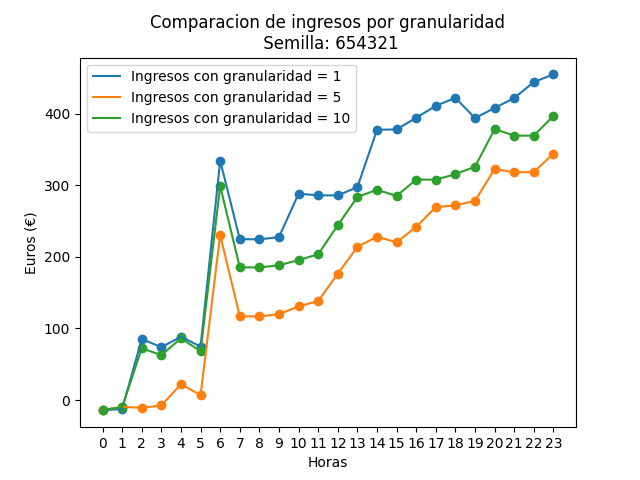 Comparacion de ingresos por granularidad
Semilla: 654321
Ingresos con granularidad = 1
Ingresos con granularidad = 5
Ingresos con granularidad = 10
Euros (€)
400
300
200
100
0
0 1 2 3 4 5 6 7 8 9 10 11 12 13 14 15 16 17 18 19 20 21 22 23
Horas